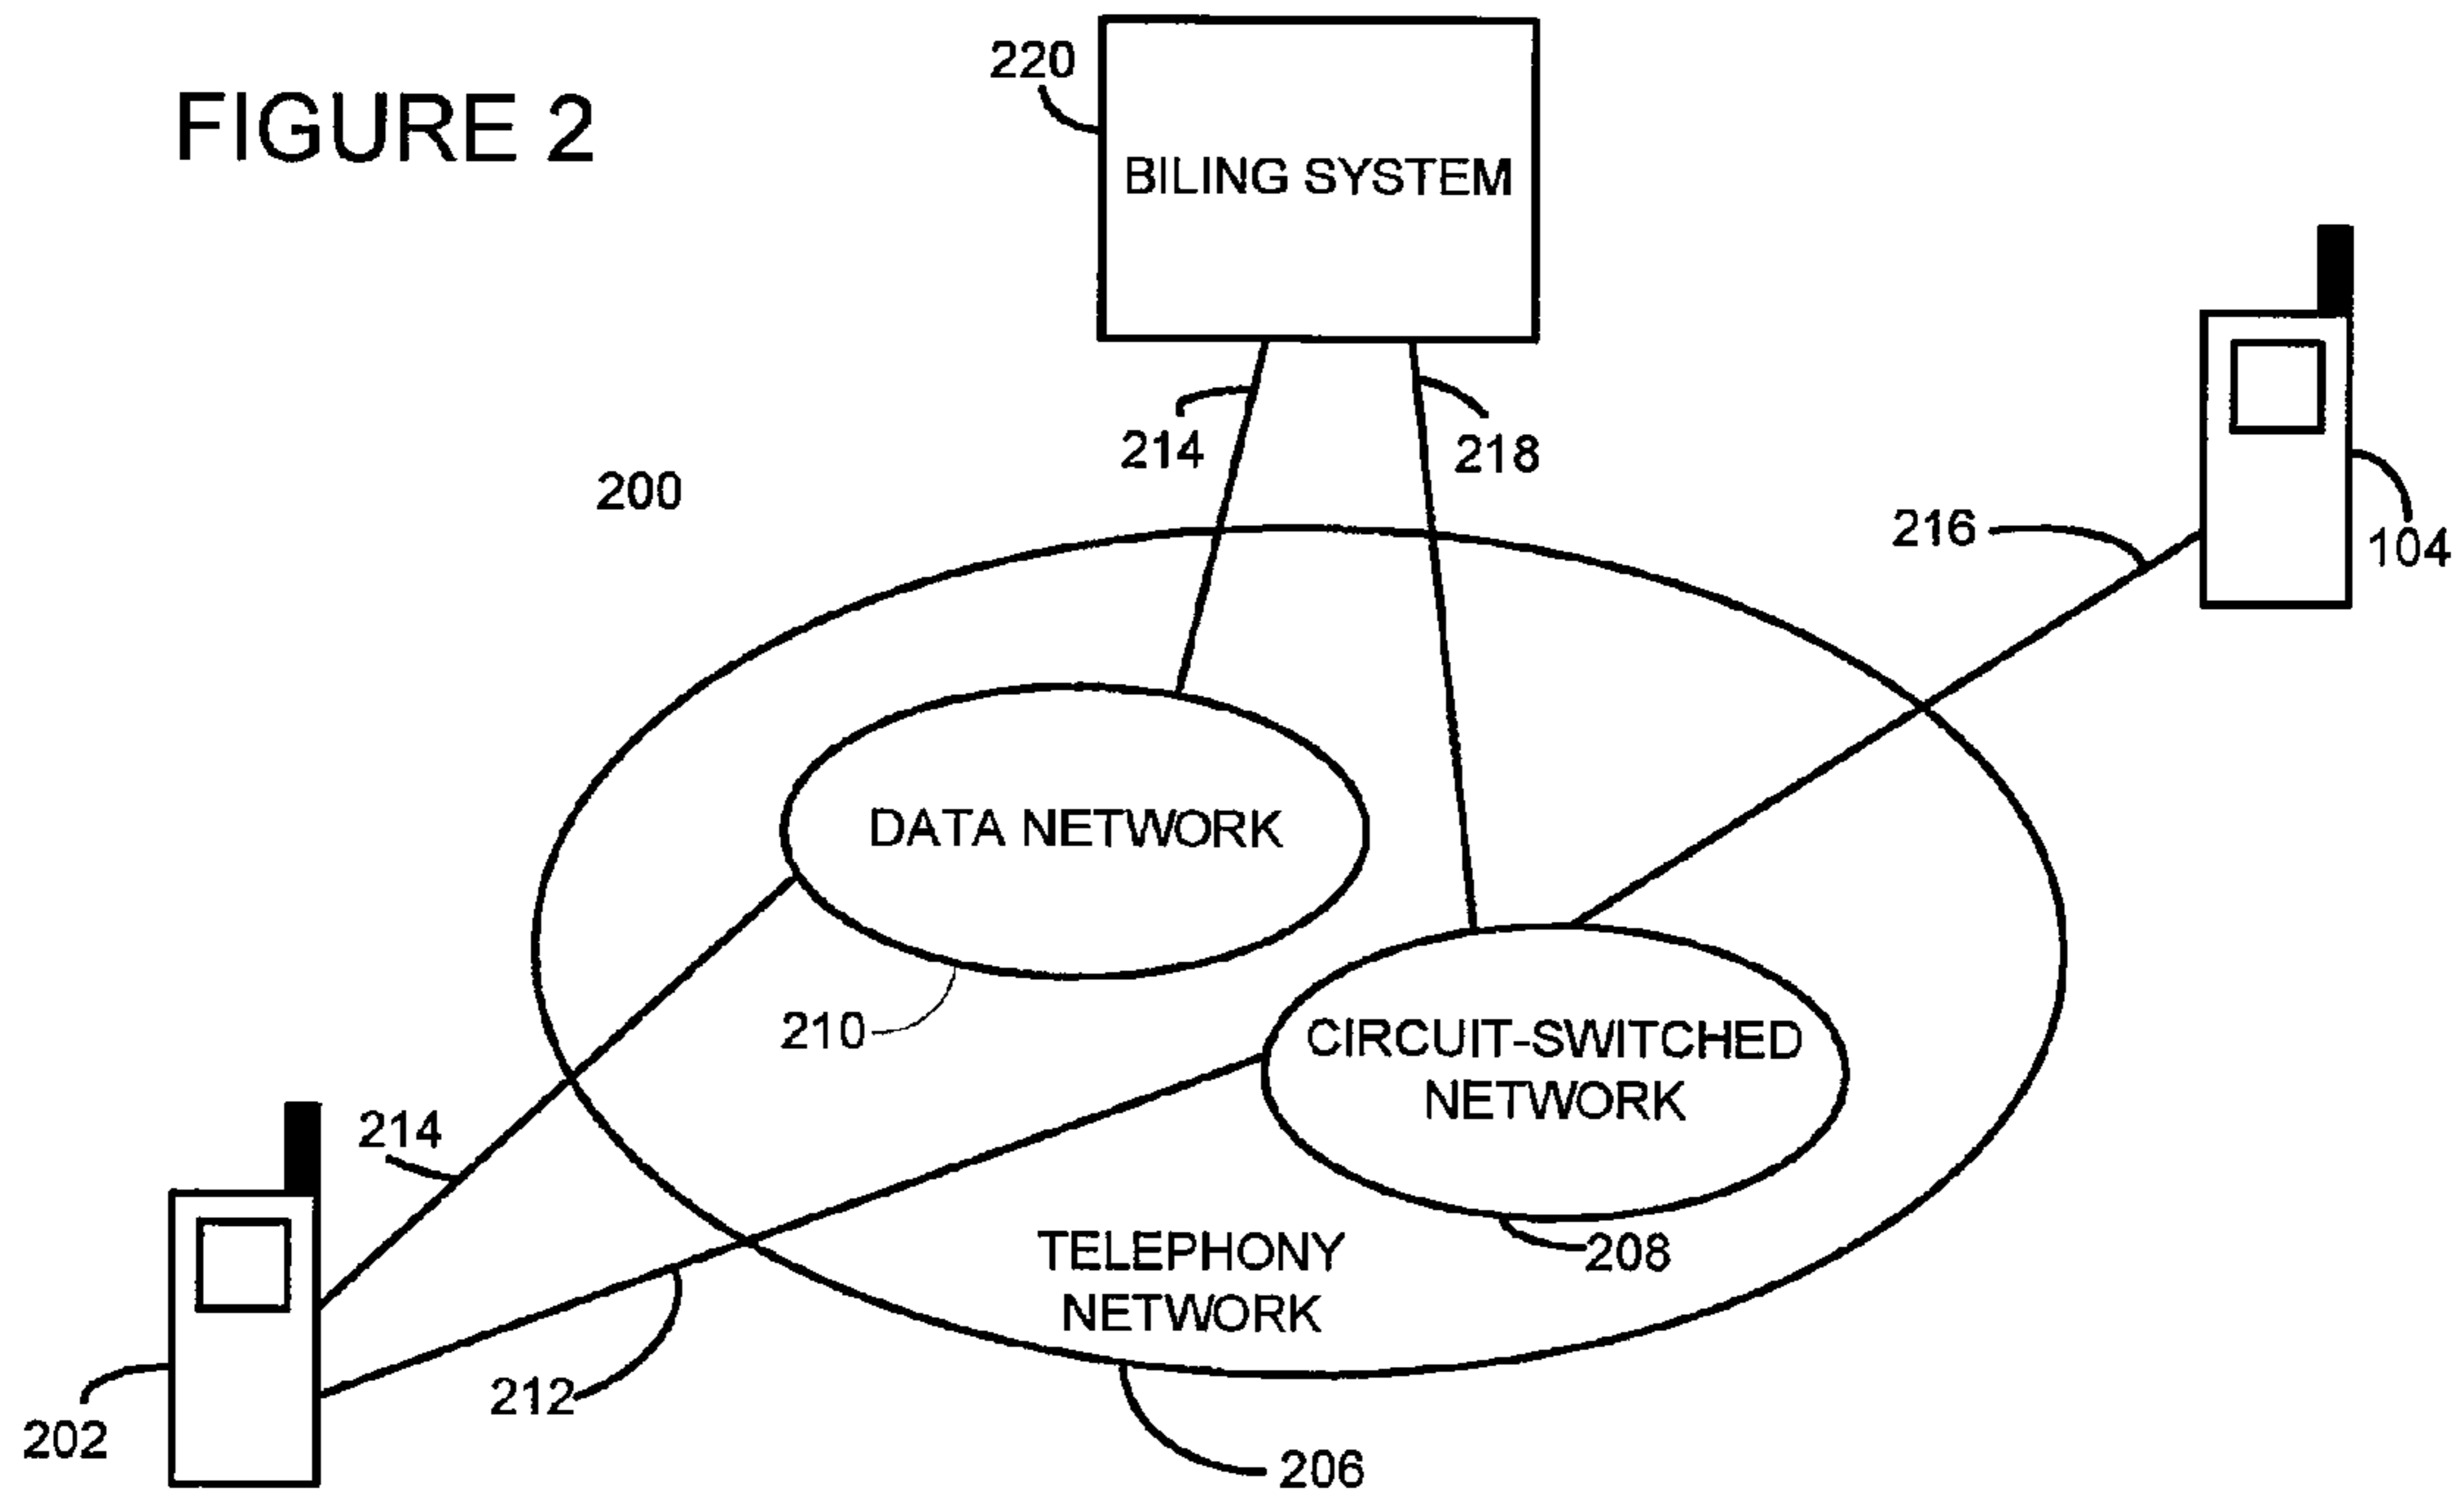 FIGURE 2
220
BILING SYSTEM
214
218
200
216
104
DATA NETWORK
210
CIRCUIT-SWITCHED
NETWORK
214
208
TELEPHONY
NETWORK
212
202
206